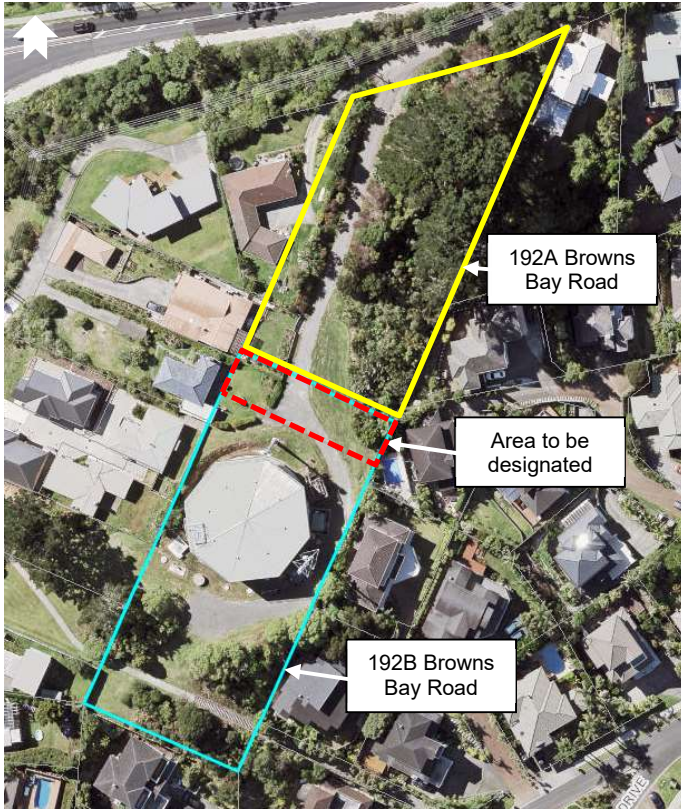 192A Browns
Bay Road
Area to be
designated
192B Browns
Bay Road
DRIVE